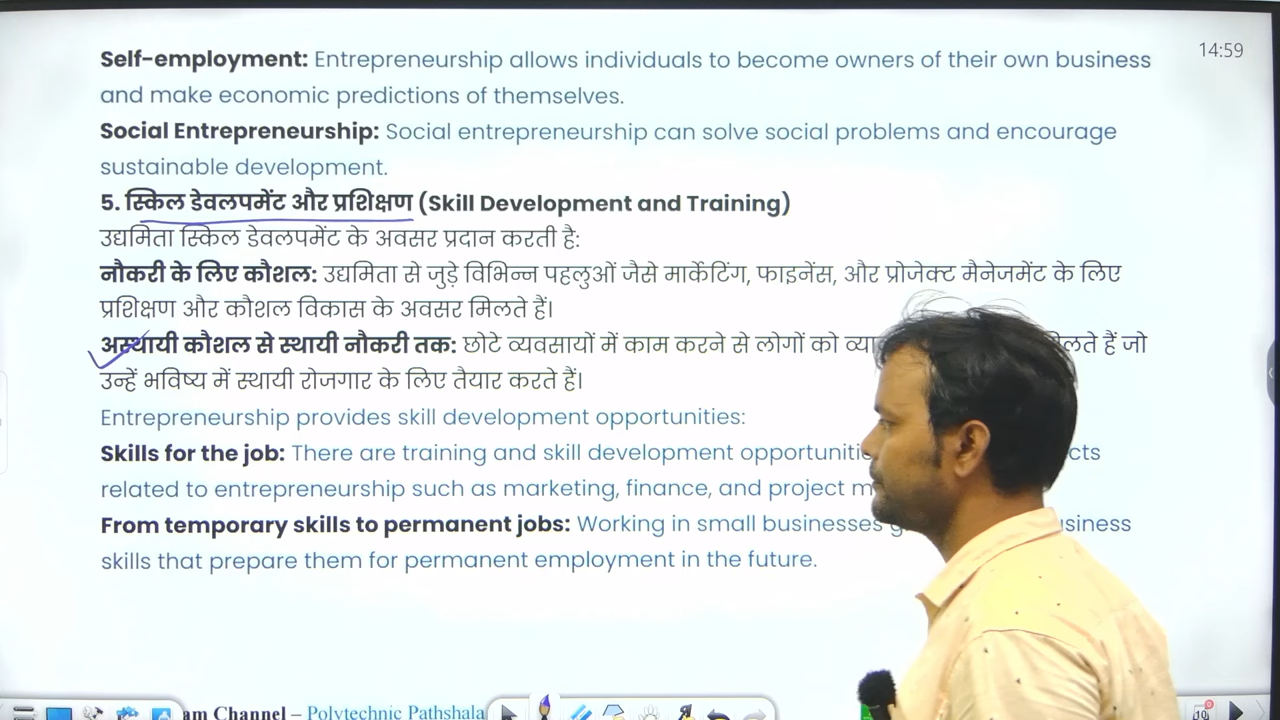 14:59
Self-employment: Entrepreneurship allows individuals to become owners of their own business
and make economic predictions of themselves.
Social Entrepreneurship: Social entrepreneurship can solve social problems and encourage
sustainable development.
5. स्किल डेवलपमेंट और प्रशिक्षण (Skill Development and Training)
उद्यमिता स्किल डेवलपमेंट के अवसर प्रदान करती है:
नौकरी के लिए कौशल: उद्यमिता से जुड़े विभिन्न पहलुओं जैसे मार्केटिंग, फाइनेंस, और प्रोजेक्ट मैनेजमेंट के लिए
प्रशिक्षण और कौशल विकास के अवसर मिलते हैं।
अस्थायी कौशल से स्थायी नौकरी तक: छोटे व्यवसायों में काम करने से लोगों को हैं जो
उन्हें भविष्य में स्थायी रोजगार के लिए तैयार करते हैं।
Entrepreneurship provides skill development opportunities:
Skills for the job: There are training and skill development
related to entrepreneurship such as marketing, finance, and project
From temporary skills to permanent jobs: Working in small businesses
skills that prepare them for permanent employment in the future.
am Channel – Polytechnic Pathshala
10